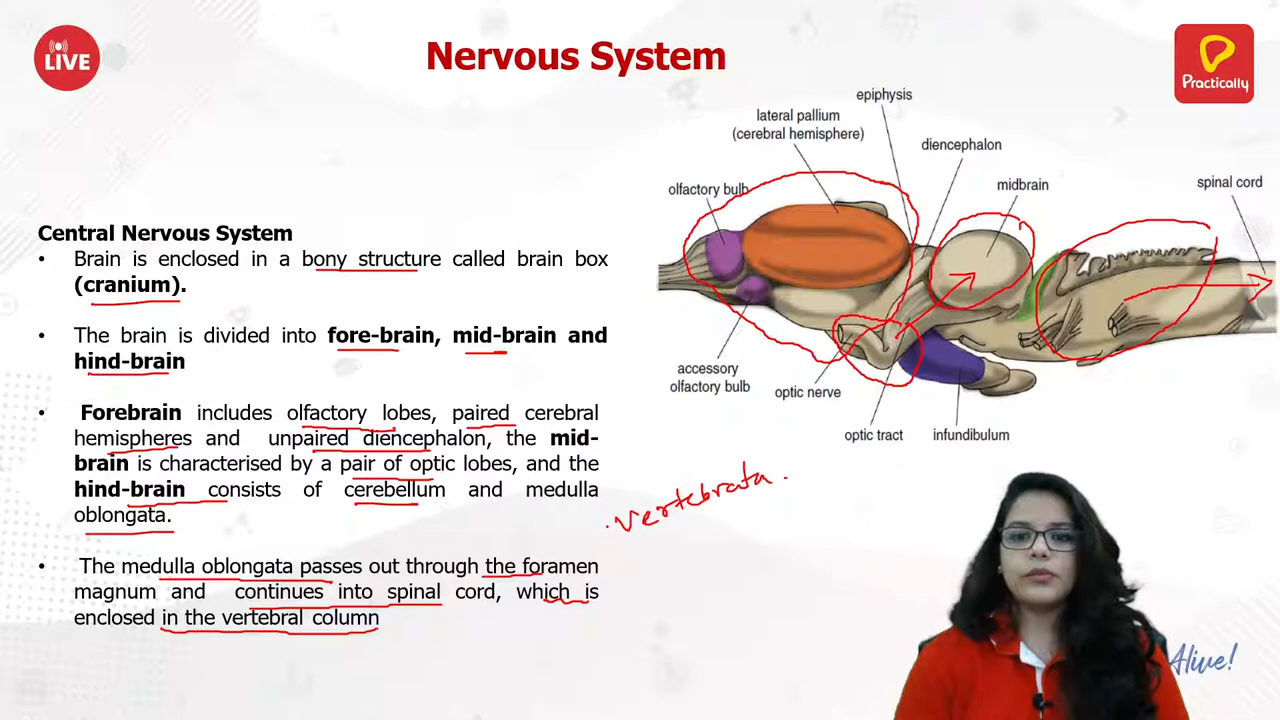 LIVE
Nervous System
Practically
epiphysis
lateral pallium
(cerebral hemisphere)
diencephalon
olfactory bulb
midbrain
spinal cord
Central Nervous System
• Brain is enclosed in a bony structure called brain box
(cranium).
• The brain is divided into fore-brain, mid-brain and
hind-brain
• Forebrain includes olfactory lobes, paired cerebral
hemispheres and unpaired diencephalon, the mid-
brain is characterised by a pair of optic lobes, and the
hind-brain consists of cerebellum and medulla
oblongata.
• The medulla oblongata passes out through the foramen
magnum and continues into spinal cord, which is
enclosed in the vertebral column
accessory
olfactory bulb
optic nerve
optic tract
infundibulum
Vertebrata.
Alive!